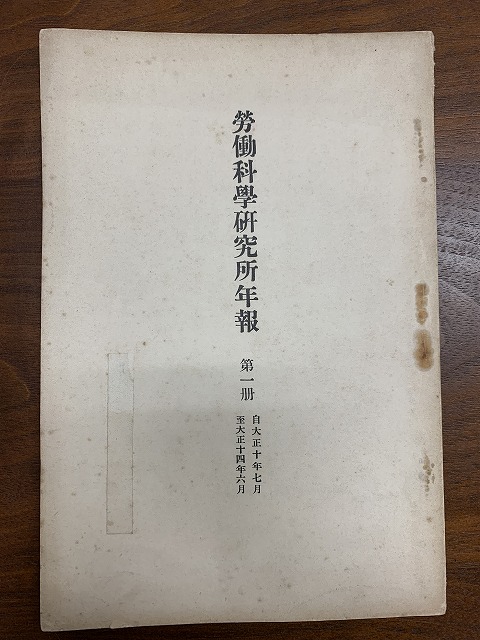 勞働科學硏究所年報
第一册
自大正十年七月
至大正十四年六月